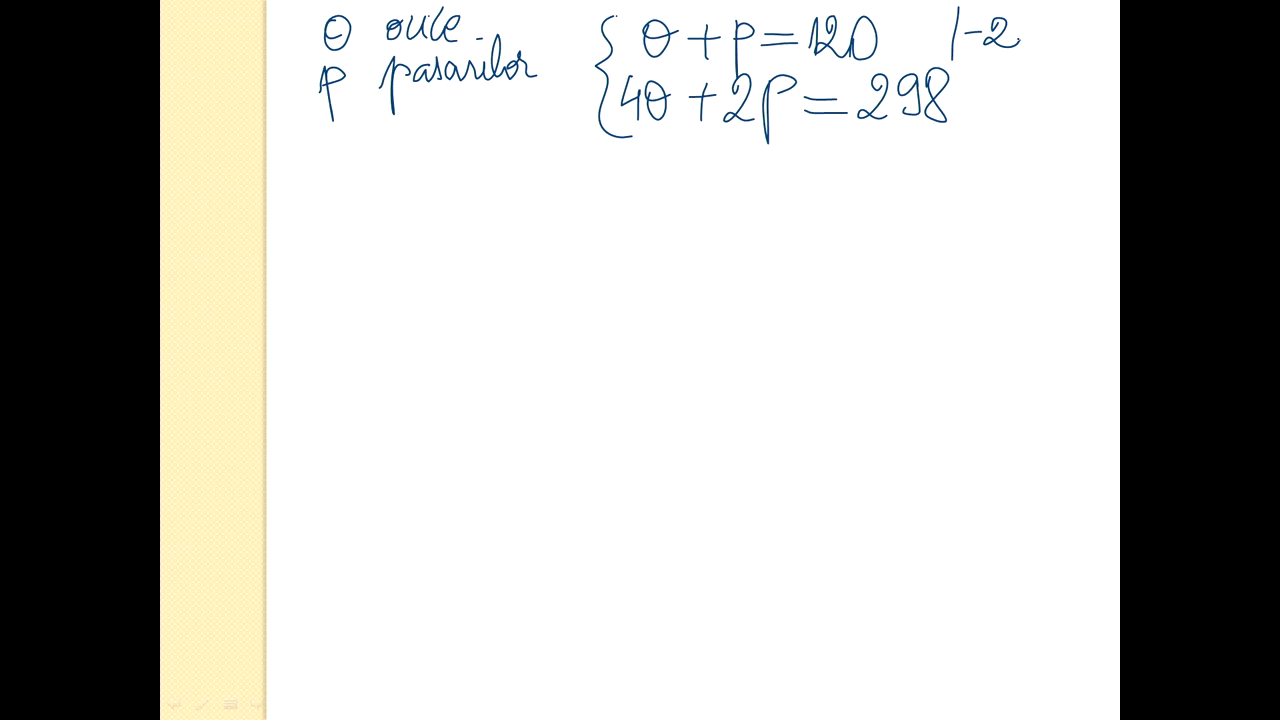 O oile
p pasarilor
O + p = 120 |-2
4O + 2p = 298